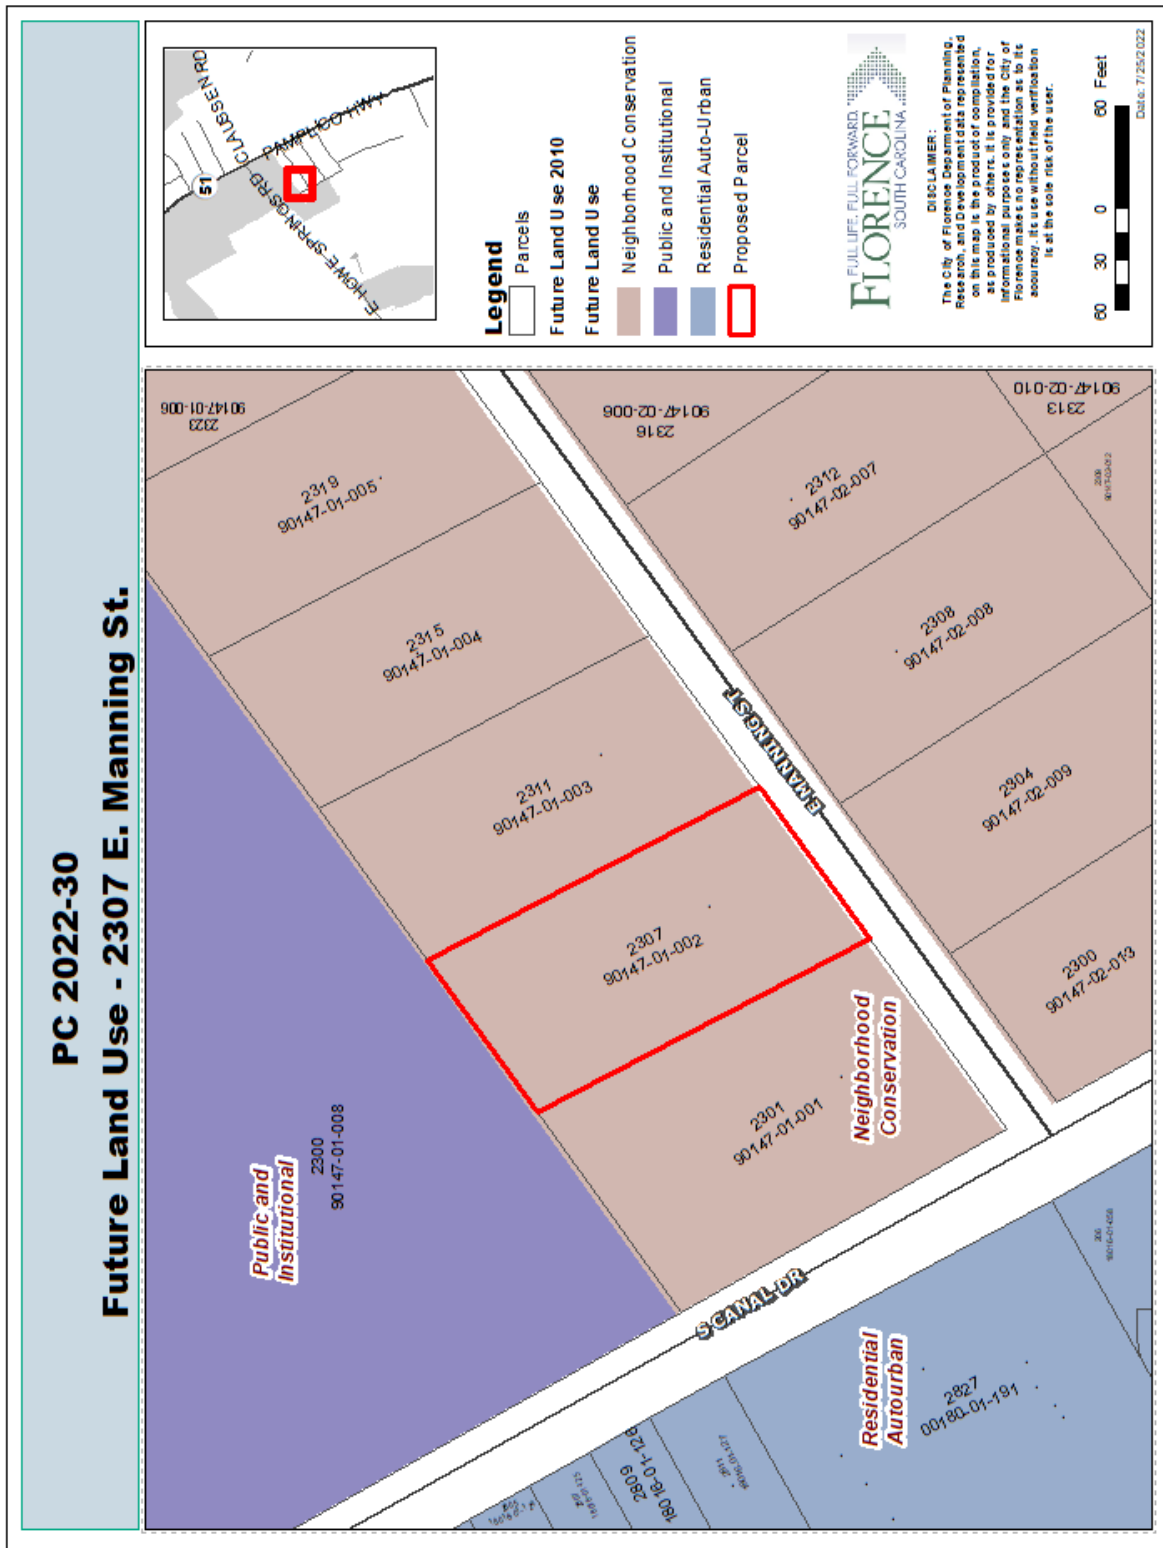 PC 2022-30
Future Land Use - 2307 E. Manning St.
Public and
Institutional
2300
90147-01-008
2323
90147-01-006
2319
90147-01-005
2315
90147-01-004
2311
90147-01-003
2307
90147-01-002
2301
90147-01-001
Neighborhood
Conservation
E MANNING ST
S CANAL DR
2316
90147-02-006
2312
90147-02-007
2313
90147-02-010
2308
90147-02-008
2304
90147-02-009
2300
90147-02-013
Residential
Autourban
2827
00180-01-191
2809
18016-01-126
2811
18016-01-127
51
CLAUSSEN RD
PAMPLICO HWY
E HOWE SPRINGS RD
Legend
Parcels
Future Land Use 2010
Future Land Use
Neighborhood Conservation
Public and Institutional
Residential Auto-Urban
Proposed Parcel
FULL LIFE. FULL FORWARD.
FLORENCE
SOUTH CAROLINA
DISCLAIMER:
The City of Florence Department of Planning,
Research, and Development data represented
on this map is the product of compilation,
as produced by others. It is provided for
informational purposes only and the City of
Florence makes no representation as to its
accuracy. Its use without field verification
is at the sole risk of the user.
60 30 0 60 Feet
Date: 7/25/2022